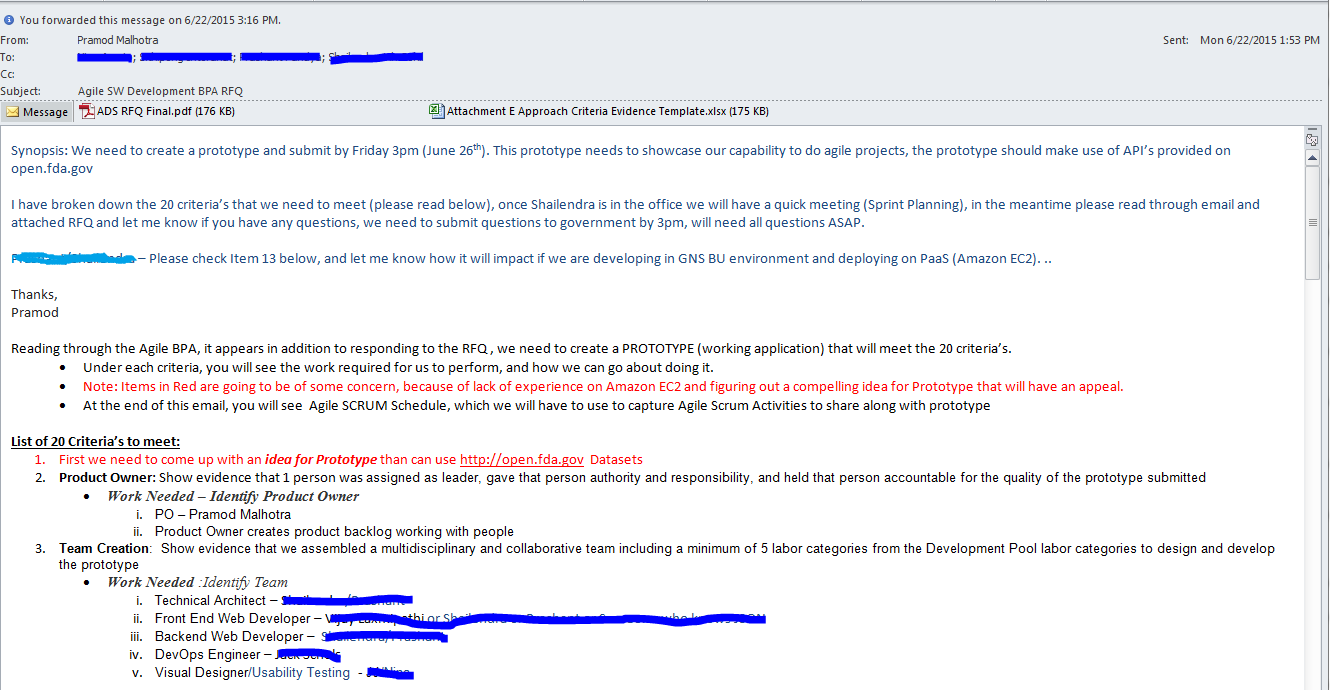 You forwarded this message on 6/22/2015 3:16 PM.
From: Pramod Malhotra Sent: Mon 6/22/2015 1:53 PM
To: ; ; ;
Cc:
Subject: Agile SW Development BPA RFQ
Message ADS RFQ Final.pdf (176 KB) Attachment E Approach Criteria Evidence Template.xlsx (175 KB)
Synopsis: We need to create a prototype and submit by Friday 3pm (June 26th). This prototype needs to showcase our capability to do agile projects, the prototype should make use of API's provided on
open.fda.gov
I have broken down the 20 criteria's that we need to meet (please read below), once Shailendra is in the office we will have a quick meeting (Sprint Planning), in the meantime please read through email and
attached RFQ and let me know if you have any questions, we need to submit questions to government by 3pm, will need all questions ASAP.
– Please check Item 13 below, and let me know how it will impact if we are developing in GNS BU environment and deploying on PaaS (Amazon EC2). ..
Thanks,
Pramod
Reading through the Agile BPA, it appears in addition to responding to the RFQ , we need to create a PROTOTYPE (working application) that will meet the 20 criteria's.
• Under each criteria, you will see the work required for us to perform, and how we can go about doing it.
• Note: Items in Red are going to be of some concern, because of lack of experience on Amazon EC2 and figuring out a compelling idea for Prototype that will have an appeal.
• At the end of this email, you will see Agile SCRUM Schedule, which we will have to use to capture Agile Scrum Activities to share along with prototype
List of 20 Criteria's to meet:
1. First we need to come up with an idea for Prototype than can use http://open.fda.gov Datasets
2. Product Owner: Show evidence that 1 person was assigned as leader, gave that person authority and responsibility, and held that person accountable for the quality of the prototype submitted
• Work Needed – Identify Product Owner
i. PO – Pramod Malhotra
ii. Product Owner creates product backlog working with people
3. Team Creation: Show evidence that we assembled a multidisciplinary and collaborative team including a minimum of 5 labor categories from the Development Pool labor categories to design and develop
the prototype
• Work Needed :Identify Team
i. Technical Architect –
ii. Front End Web Developer – or
iii. Backend Web Developer –
iv. DevOps Engineer –
v. Visual Designer/Usability Testing -